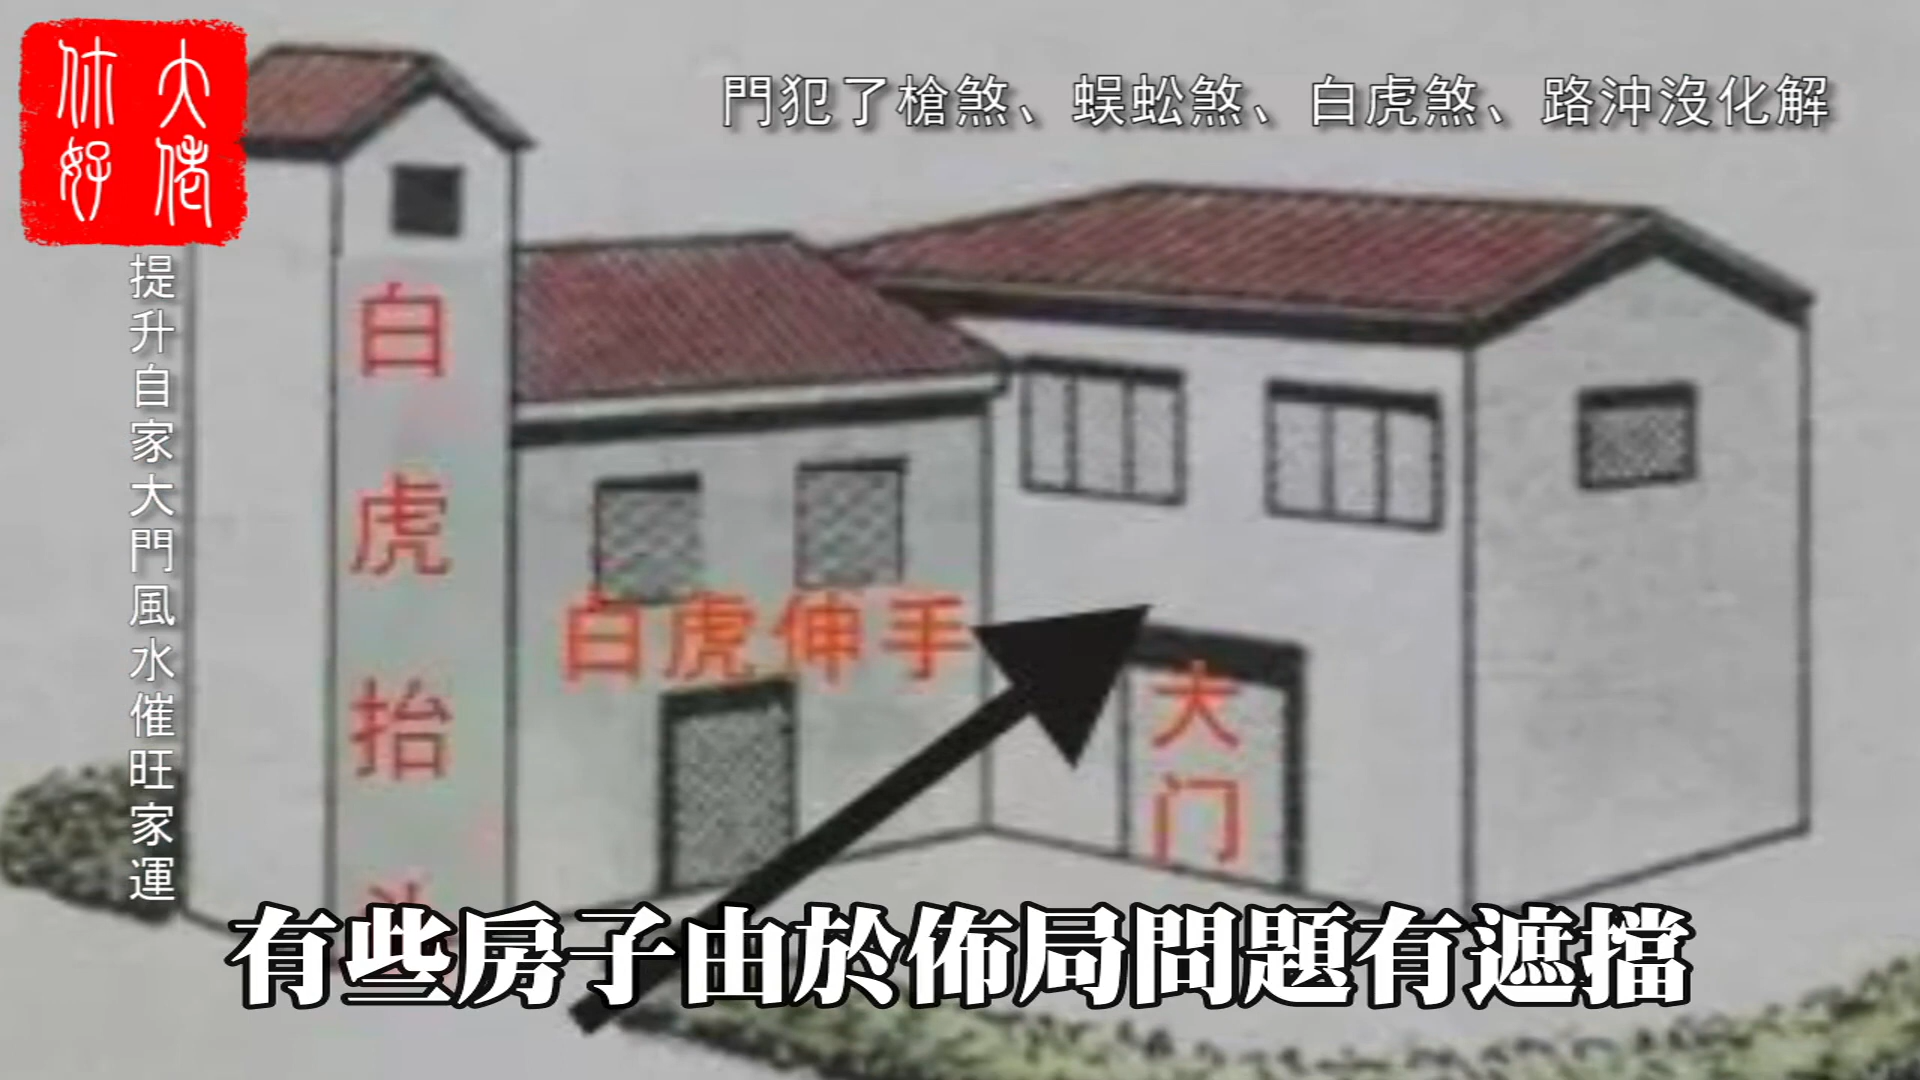 大佬
你好
門犯了槍煞、蜈蚣煞、白虎煞、路沖沒化解
提升自家大門風水催旺家運
白虎抬
白虎伸手
大门
有些房子由於佈局問題有遮擋